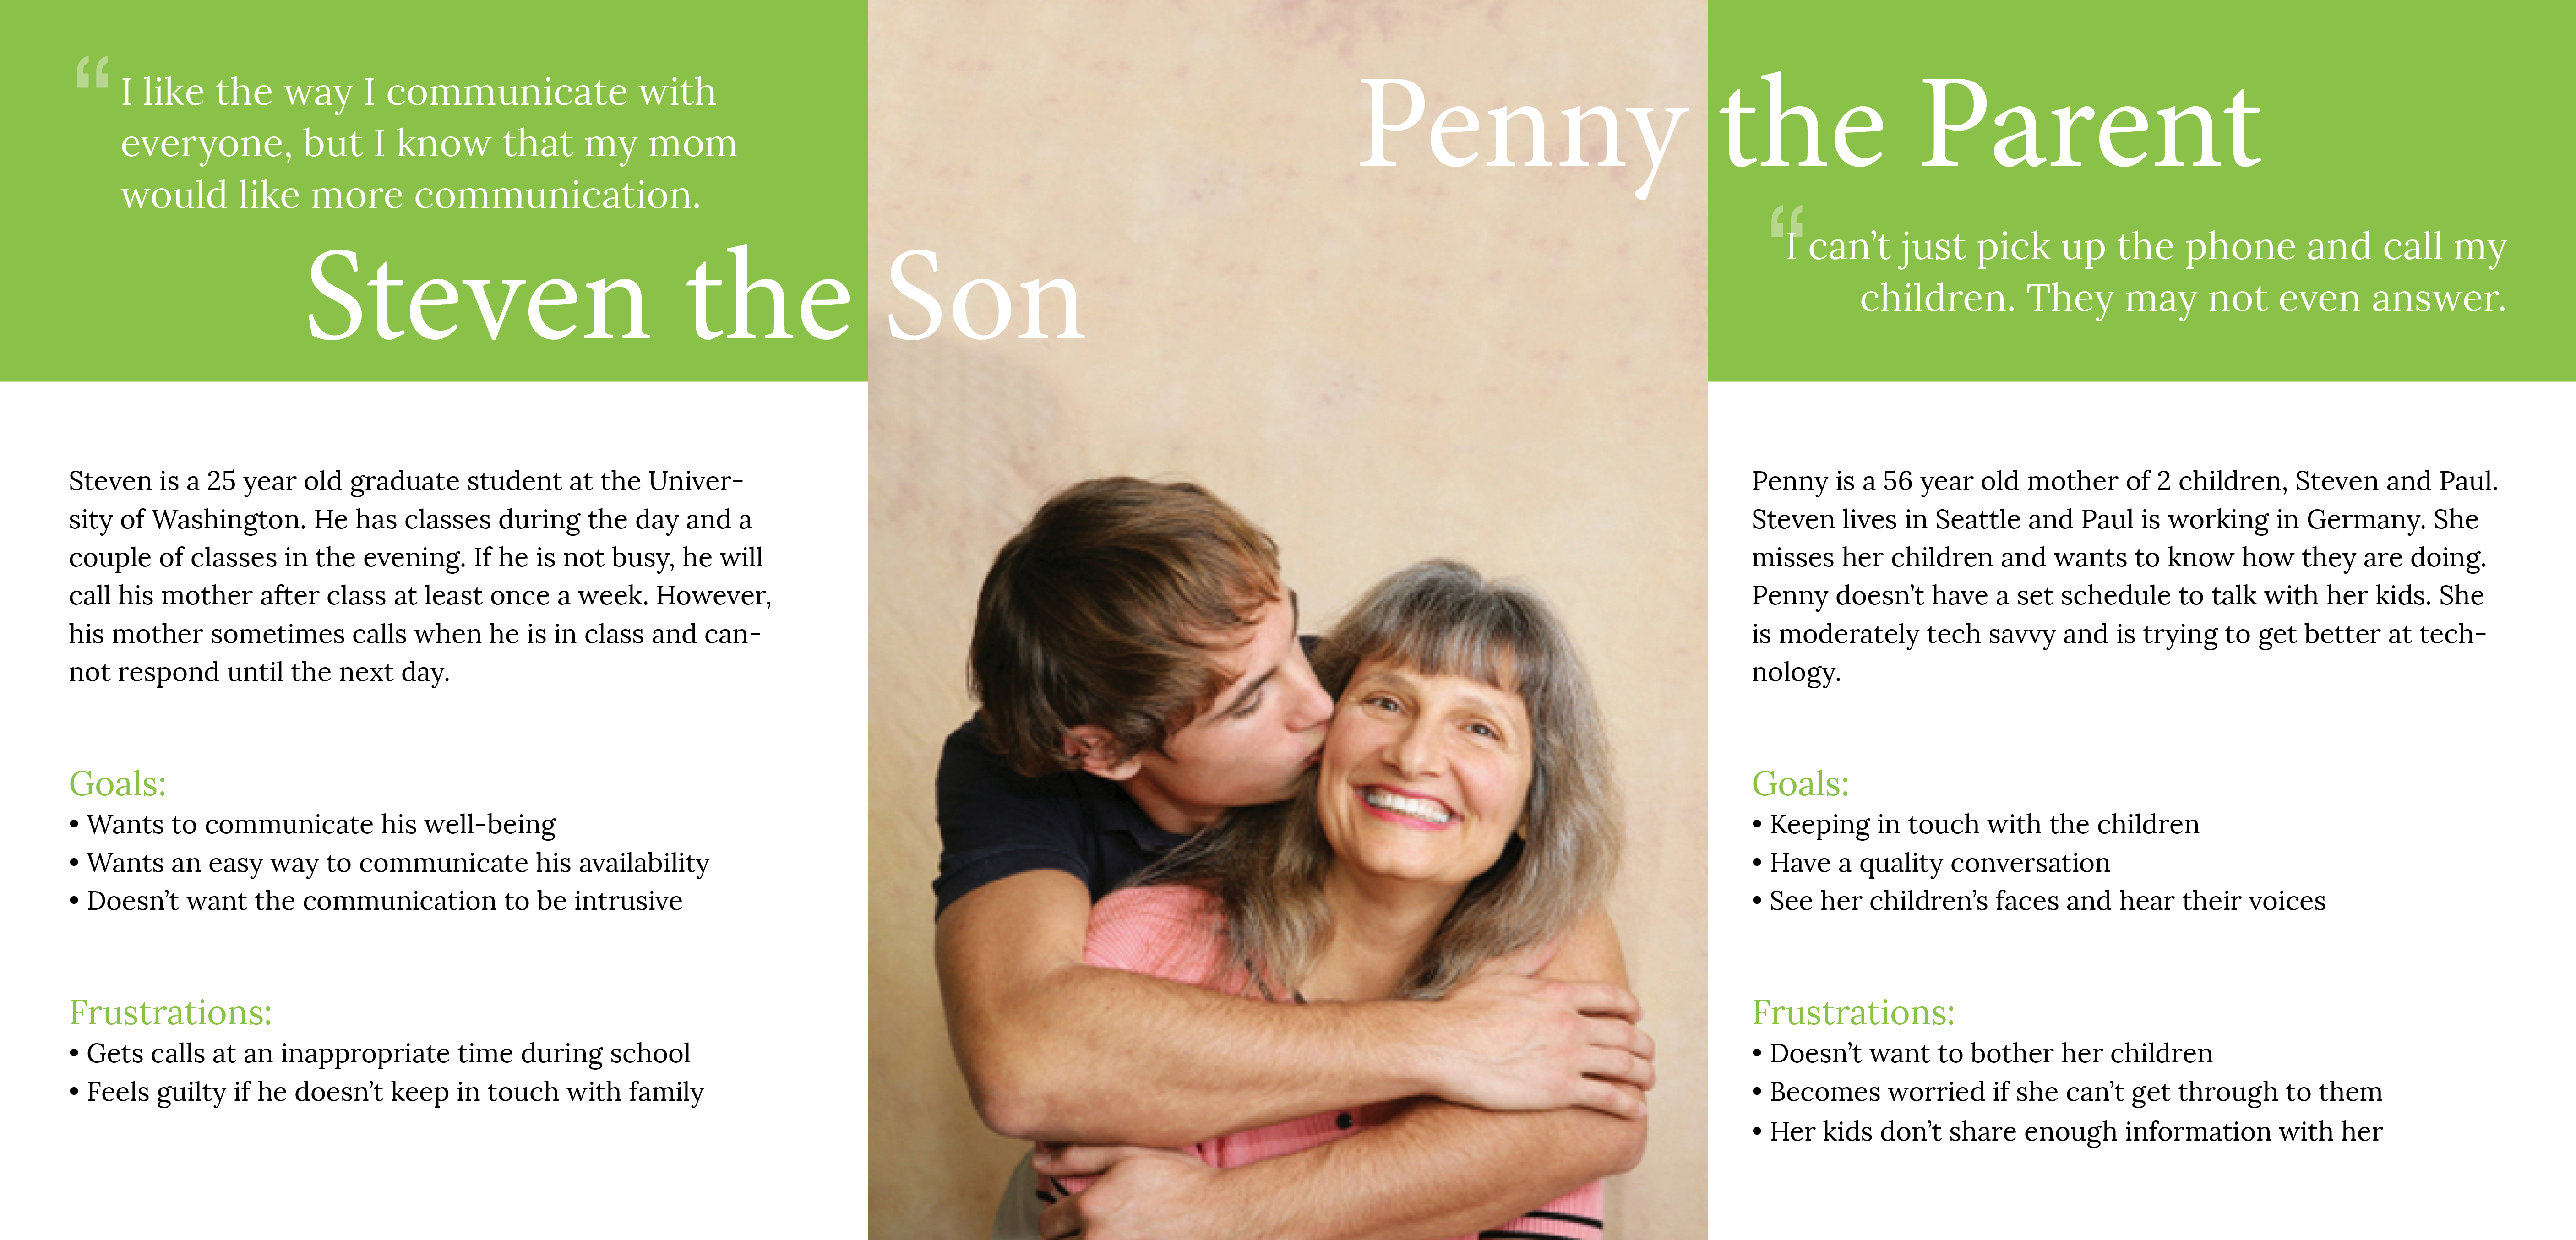 “
I like the way I communicate with
everyone, but I know that my mom
would like more communication.
Steven the Son
Steven is a 25 year old graduate student at the Univer-
sity of Washington. He has classes during the day and a
couple of classes in the evening. If he is not busy, he will
call his mother after class at least once a week. However,
his mother sometimes calls when he is in class and can-
not respond until the next day.
Goals:
• Wants to communicate his well-being
• Wants an easy way to communicate his availability
• Doesn’t want the communication to be intrusive
Frustrations:
• Gets calls at an inappropriate time during school
• Feels guilty if he doesn’t keep in touch with family
Penny the Parent
“
I can’t just pick up the phone and call my
children. They may not even answer.
Penny is a 56 year old mother of 2 children, Steven and Paul.
Steven lives in Seattle and Paul is working in Germany. She
misses her children and wants to know how they are doing.
Penny doesn’t have a set schedule to talk with her kids. She
is moderately tech savvy and is trying to get better at tech-
nology.
Goals:
• Keeping in touch with the children
• Have a quality conversation
• See her children’s faces and hear their voices
Frustrations:
• Doesn’t want to bother her children
• Becomes worried if she can’t get through to them
• Her kids don’t share enough information with her